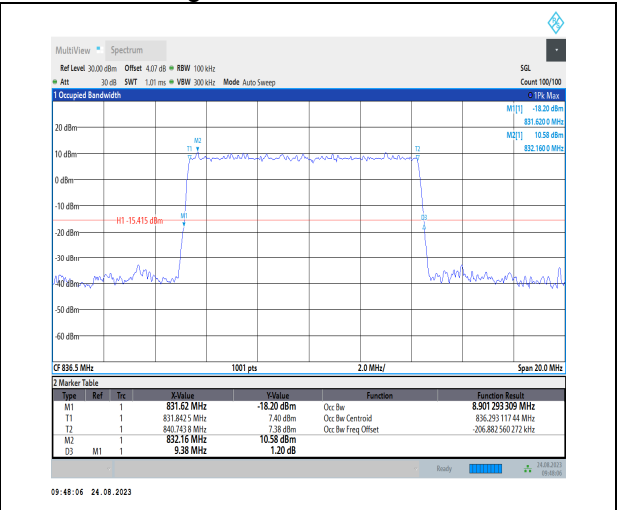 MultiView * Spectrum
Ref Level 30.00 dBm Offset 4.07 dB RBW 100 kHz SGL
Att 30 dB SWT 1.01 ms VBW 300 kHz Mode Auto Sweep Count 100/100
1 Occupied Bandwidth 1Pk Max
M1[1] -18.20 dBm
831.620 0 MHz
M2[1] 10.58 dBm
832.160 0 MHz
20 dBm
M2
T1 T2
10 dBm
0 dBm
-10 dBm
M1 D3
H1 -15.415 dBm
-20 dBm
-30 dBm
-40 dBm
-50 dBm
-60 dBm
CF 836.5 MHz 1001 pts 2.0 MHz/ Span 20.0 MHz
2 Marker Table
Type Ref Trc X-Value Y-Value Function Function Result
M1 1 831.62 MHz -18.20 dBm Occ Bw 8.901 293 309 MHz
T1 1 831.842 5 MHz 7.40 dBm Occ Bw Centroid 836.293 117 44 MHz
T2 1 840.743 8 MHz 7.38 dBm Occ Bw Freq Offset -206.882 560 272 kHz
M2 1 832.16 MHz 10.58 dBm
D3 M1 1 9.38 MHz 1.20 dB
Ready 24.08.2023
09:48:06
09:48:06 24.08.2023